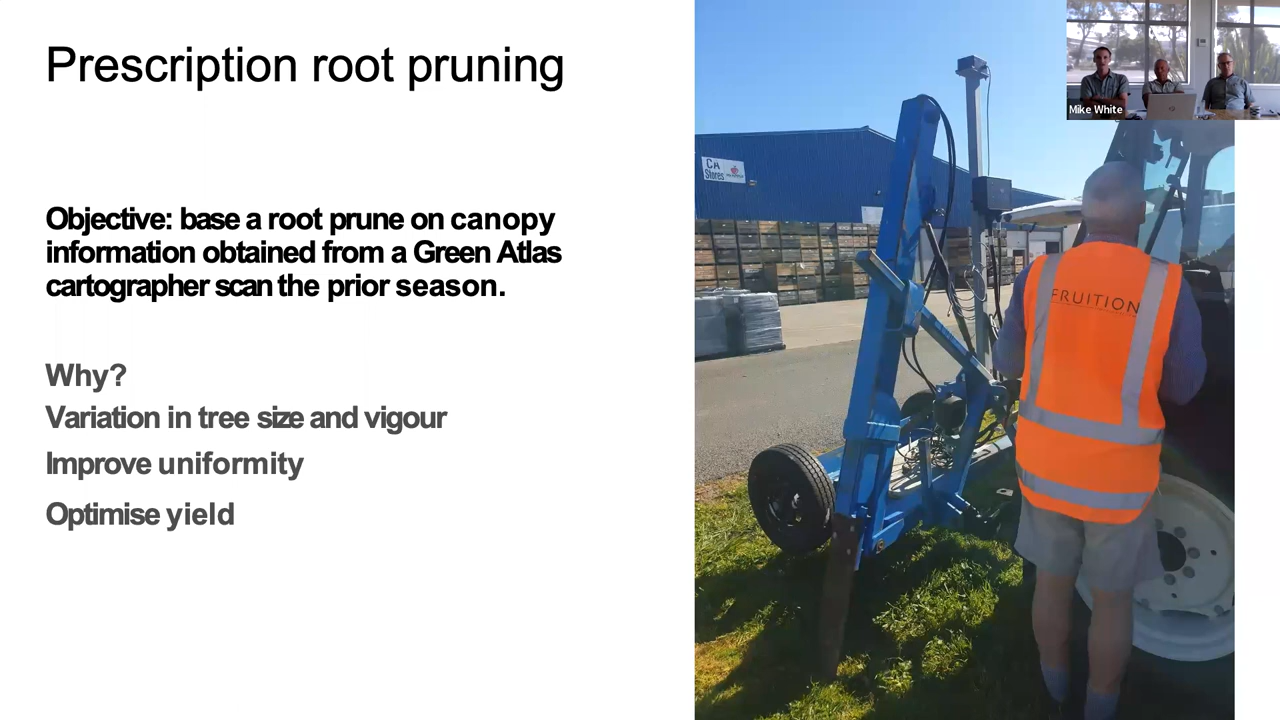 Prescription root pruning
Objective: base a root prune on canopy
information obtained from a Green Atlas
cartographer scan the prior season.
Why?
Variation in tree size and vigour
Improve uniformity
Optimise yield
CA
Stores
FRUITION
Mike White